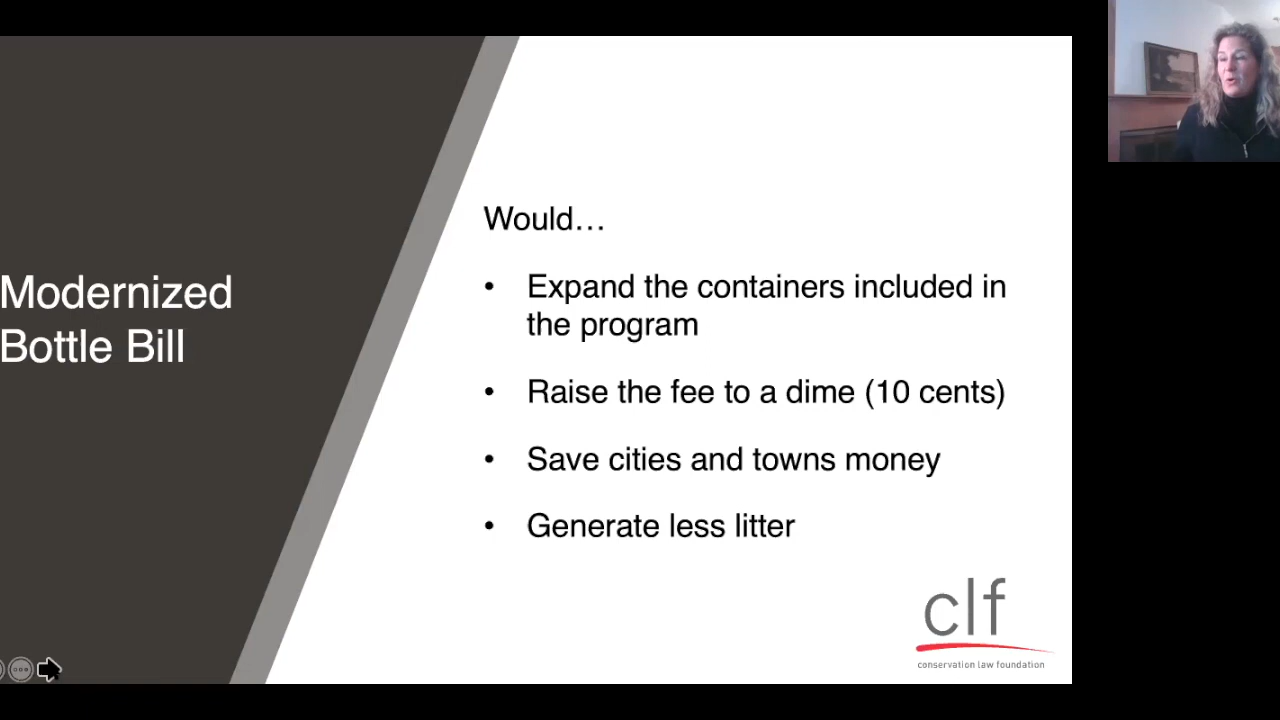 Modernized
Bottle Bill
Would…
• Expand the containers included in
the program
• Raise the fee to a dime (10 cents)
• Save cities and towns money
• Generate less litter
clf
conservation law foundation